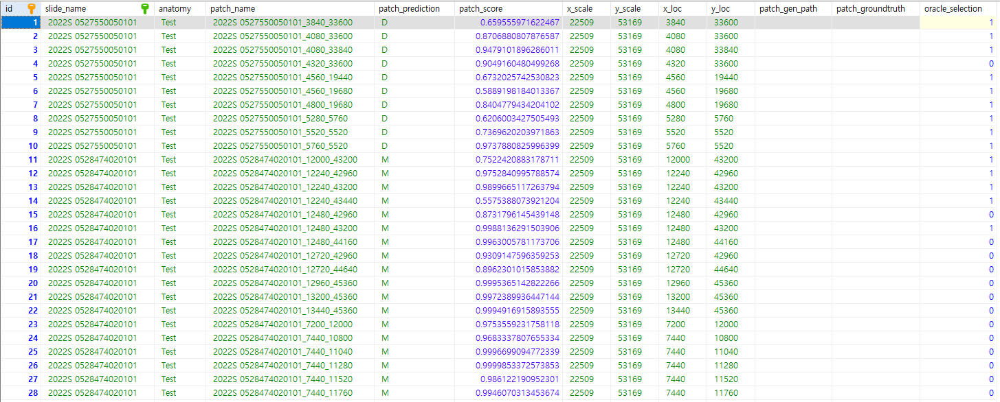 id slide_name anatomy patch_name patch_prediction patch_score x_scale y_scale x_loc y_loc patch_gen_path patch_groundtruth oracle_selection
1 2022S 0527550050101 Test 2022S 0527550050101_3840_33600 D 0.659555971622467 22509 53169 3840 33600 1
2 2022S 0527550050101 Test 2022S 0527550050101_4080_33600 D 0.8706880807876587 22509 53169 4080 33600 1
3 2022S 0527550050101 Test 2022S 0527550050101_4080_33840 D 0.9479101896286011 22509 53169 4080 33840 1
4 2022S 0527550050101 Test 2022S 0527550050101_4320_33600 D 0.9049160480499268 22509 53169 4320 33600 0
5 2022S 0527550050101 Test 2022S 0527550050101_4560_19440 D 0.6732025742530823 22509 53169 4560 19440 1
6 2022S 0527550050101 Test 2022S 0527550050101_4560_19680 D 0.5889198184013367 22509 53169 4560 19680 1
7 2022S 0527550050101 Test 2022S 0527550050101_4800_19680 D 0.8404779434204102 22509 53169 4800 19680 1
8 2022S 0527550050101 Test 2022S 0527550050101_5280_5760 D 0.6206003427505493 22509 53169 5280 5760 1
9 2022S 0527550050101 Test 2022S 0527550050101_5520_5520 D 0.7369620203971863 22509 53169 5520 5520 1
10 2022S 0527550050101 Test 2022S 0527550050101_5760_5520 D 0.9737880825996399 22509 53169 5760 5520 1
11 2022S 0528474020101 Test 2022S 0528474020101_12000_43200 M 0.7522420883178711 22509 53169 12000 43200 1
12 2022S 0528474020101 Test 2022S 0528474020101_12240_42960 M 0.9752840995788574 22509 53169 12240 42960 1
13 2022S 0528474020101 Test 2022S 0528474020101_12240_43200 M 0.9899665117263794 22509 53169 12240 43200 1
14 2022S 0528474020101 Test 2022S 0528474020101_12240_43440 M 0.5575388073921204 22509 53169 12240 43440 1
15 2022S 0528474020101 Test 2022S 0528474020101_12480_42960 M 0.8731796145439148 22509 53169 12480 42960 0
16 2022S 0528474020101 Test 2022S 0528474020101_12480_43200 M 0.9988136291503906 22509 53169 12480 43200 1
17 2022S 0528474020101 Test 2022S 0528474020101_12480_44160 M 0.9963005781173706 22509 53169 12480 44160 0
18 2022S 0528474020101 Test 2022S 0528474020101_12720_42960 M 0.9309147596359253 22509 53169 12720 42960 0
19 2022S 0528474020101 Test 2022S 0528474020101_12720_44640 M 0.8962301015853882 22509 53169 12720 44640 0
20 2022S 0528474020101 Test 2022S 0528474020101_12960_45360 M 0.9995365142822266 22509 53169 12960 45360 0
21 2022S 0528474020101 Test 2022S 0528474020101_13200_45360 M 0.9972389936447144 22509 53169 13200 45360 0
22 2022S 0528474020101 Test 2022S 0528474020101_13440_45360 M 0.9994916915893555 22509 53169 13440 45360 0
23 2022S 0528474020101 Test 2022S 0528474020101_7200_12000 M 0.9753559231758118 22509 53169 7200 12000 0
24 2022S 0528474020101 Test 2022S 0528474020101_7440_10800 M 0.9683337807655334 22509 53169 7440 10800 0
25 2022S 0528474020101 Test 2022S 0528474020101_7440_11040 M 0.9996699094772339 22509 53169 7440 11040 0
26 2022S 0528474020101 Test 2022S 0528474020101_7440_11280 M 0.9999853372573853 22509 53169 7440 11280 0
27 2022S 0528474020101 Test 2022S 0528474020101_7440_11520 M 0.986122190952301 22509 53169 7440 11520 0
28 2022S 0528474020101 Test 2022S 0528474020101_7440_11760 M 0.9946070313453674 22509 53169 7440 11760 0